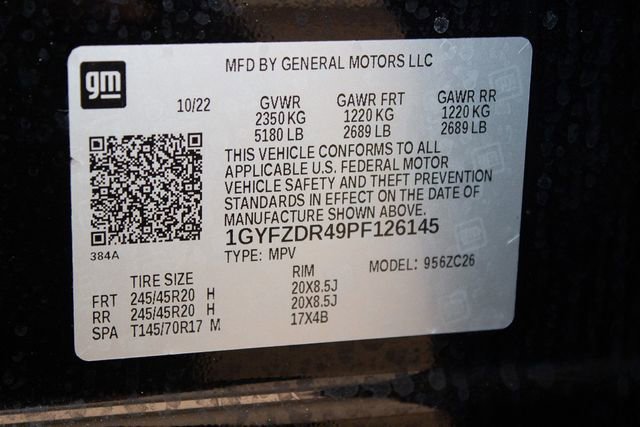 gm
MFD BY GENERAL MOTORS LLC
10/22 GVWR GAWR FRT GAWR RR
2350 KG 1220 KG 1220 KG
5180 LB 2689 LB 2689 LB
THIS VEHICLE CONFORMS TO ALL
APPLICABLE U.S. FEDERAL MOTOR
VEHICLE SAFETY AND THEFT PREVENTION
STANDARDS IN EFFECT ON THE DATE OF
MANUFACTURE SHOWN ABOVE.
1GYFZDR49PF126145
384A
TYPE: MPV MODEL: 956ZC26
TIRE SIZE RIM
FRT 245/45R20 H 20X8.5J
RR 245/45R20 H 20X8.5J
SPA T145/70R17 M 17X4B